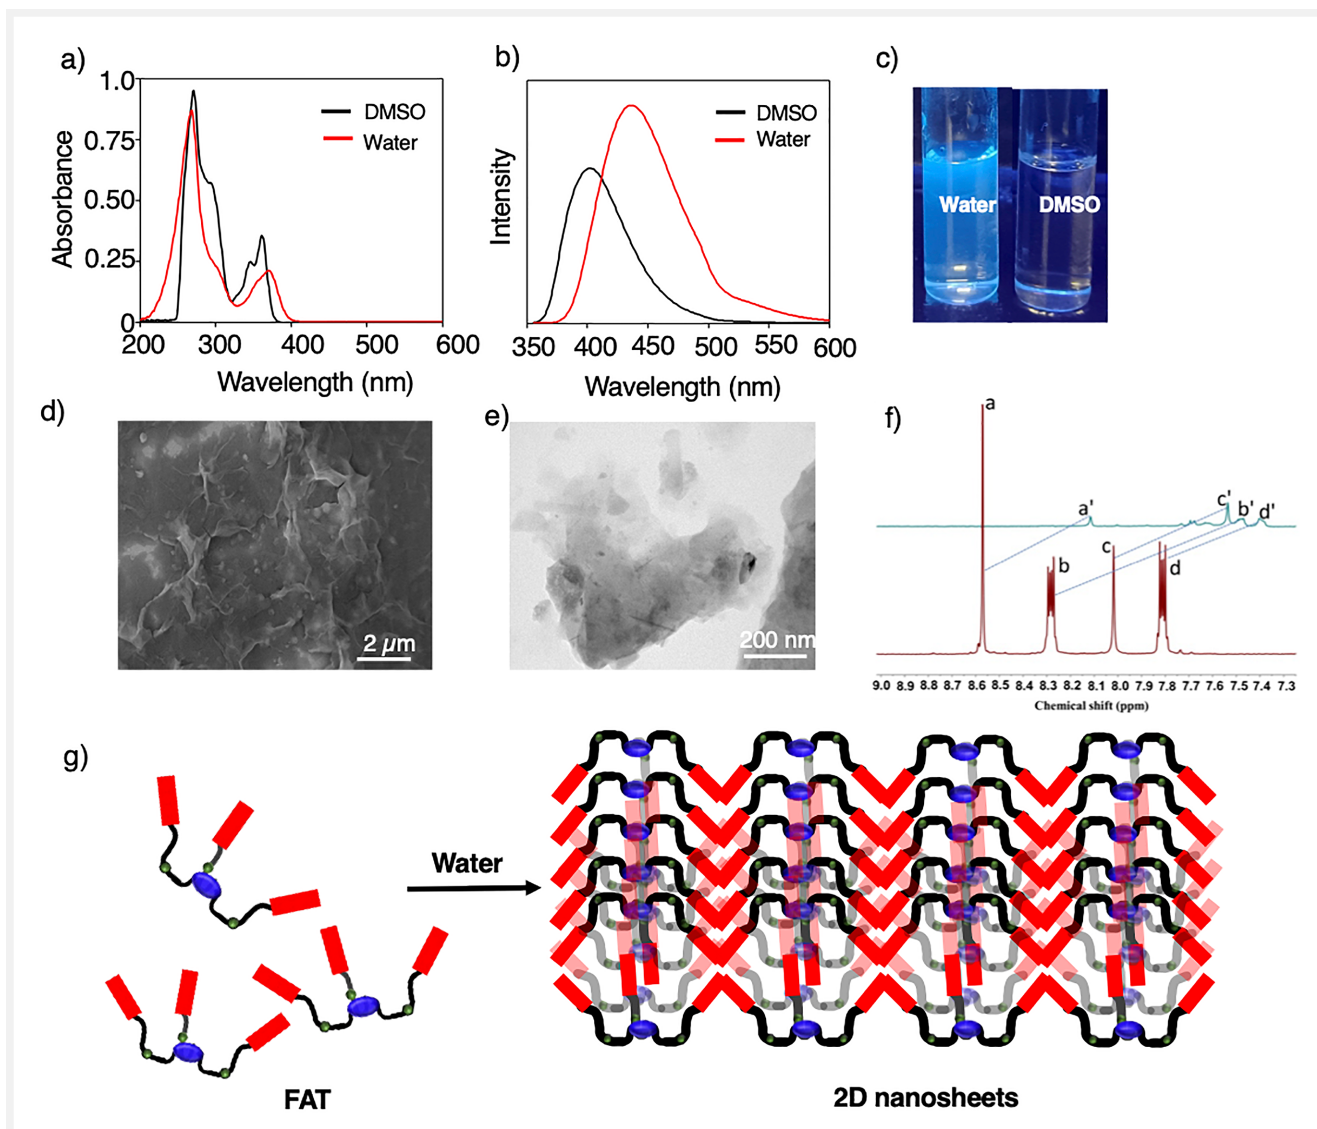 a)
1.0
0.75
0.50
0.25
0
Absorbance
DMSO
Water
200 300 400 500 600
Wavelength (nm)
b)
Intensity
DMSO
Water
350 400 450 500 550 600
Wavelength (nm)
c)
Water
DMSO
d)
2 µm
e)
200 nm
f)
a
a'
c'
b'
d'
b
c
d
9.0 8.9 8.8 8.7 8.6 8.5 8.4 8.3 8.2 8.1 8.0 7.9 7.8 7.7 7.6 7.5 7.4 7.3
Chemical shift (ppm)
g)
Water
FAT
2D nanosheets